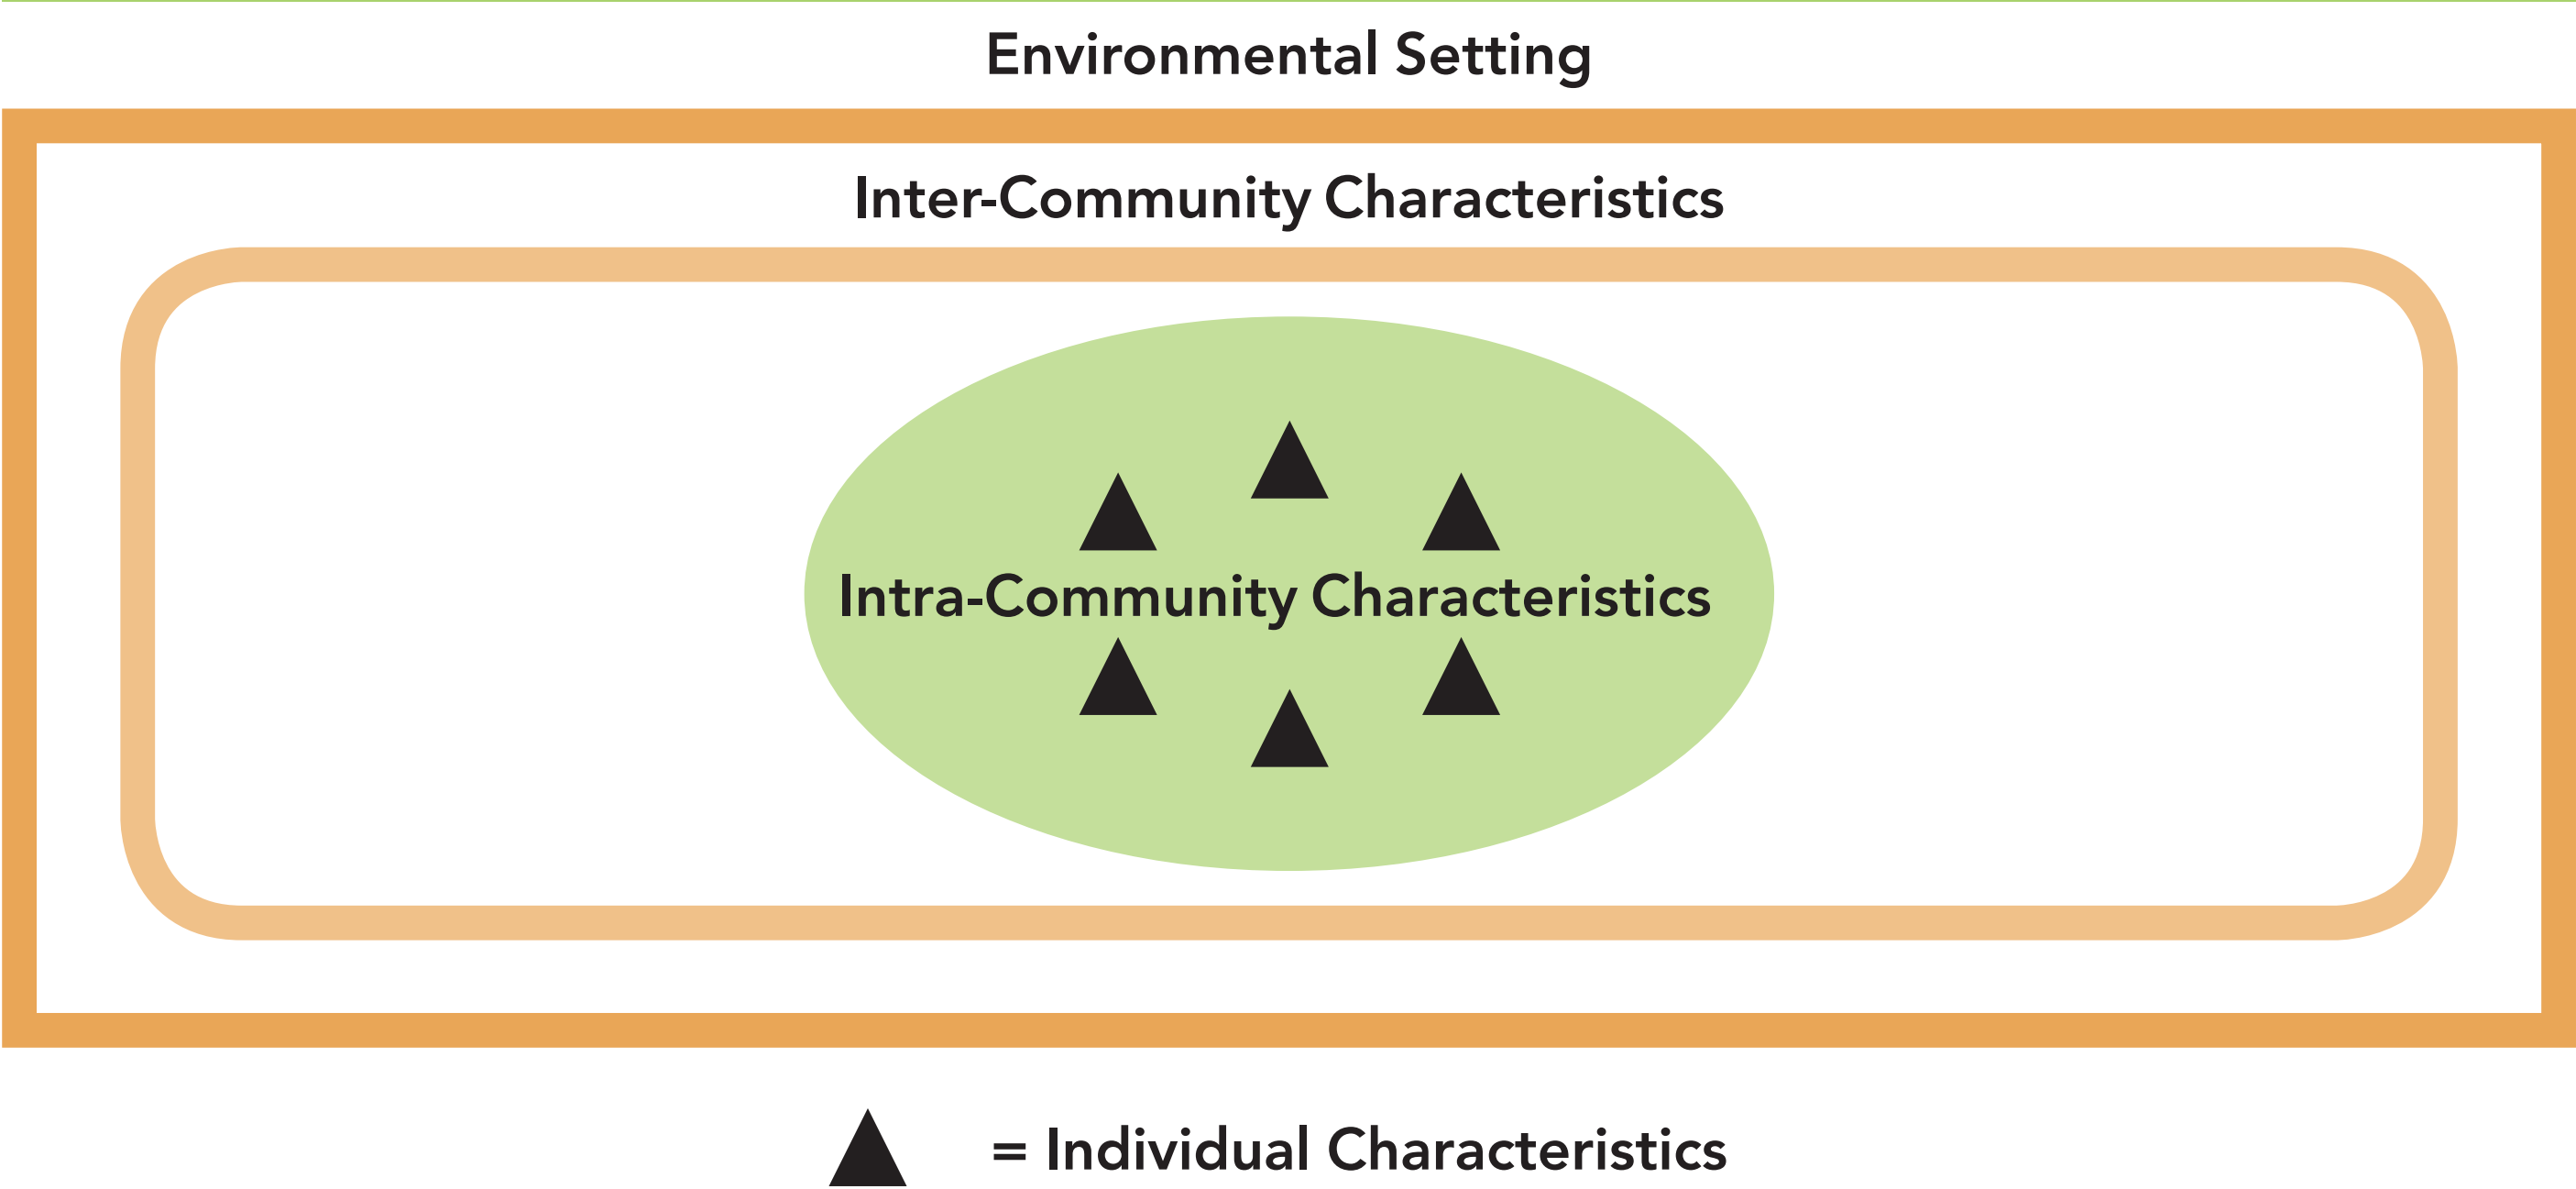 Environmental Setting
Inter-Community Characteristics
Intra-Community Characteristics
= Individual Characteristics